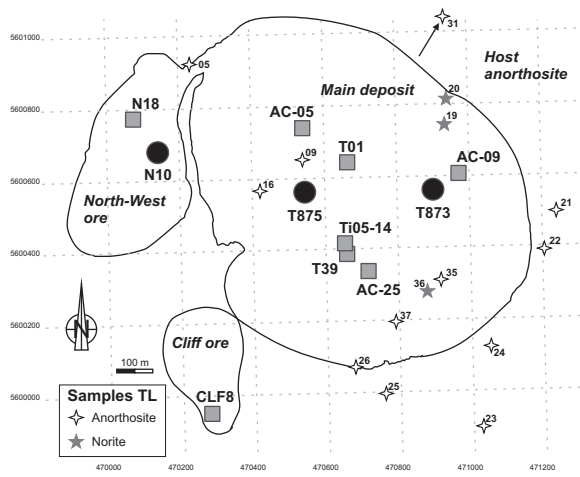 5601000
31
Host
anorthosite
05
Main deposit
20
5600800
N18
AC-05
19
T01
AC-09
09
N10
5600600
16
T875
T873
21
North-West
ore
Ti05-14
22
5600400
T39
AC-25
35
36
N
37
5600200
Cliff ore
24
26
100 m
25
Samples TL
CLF8
5600000
Anorthosite
23
Norite
470000
470200
470400
470600
470800
471000
471200